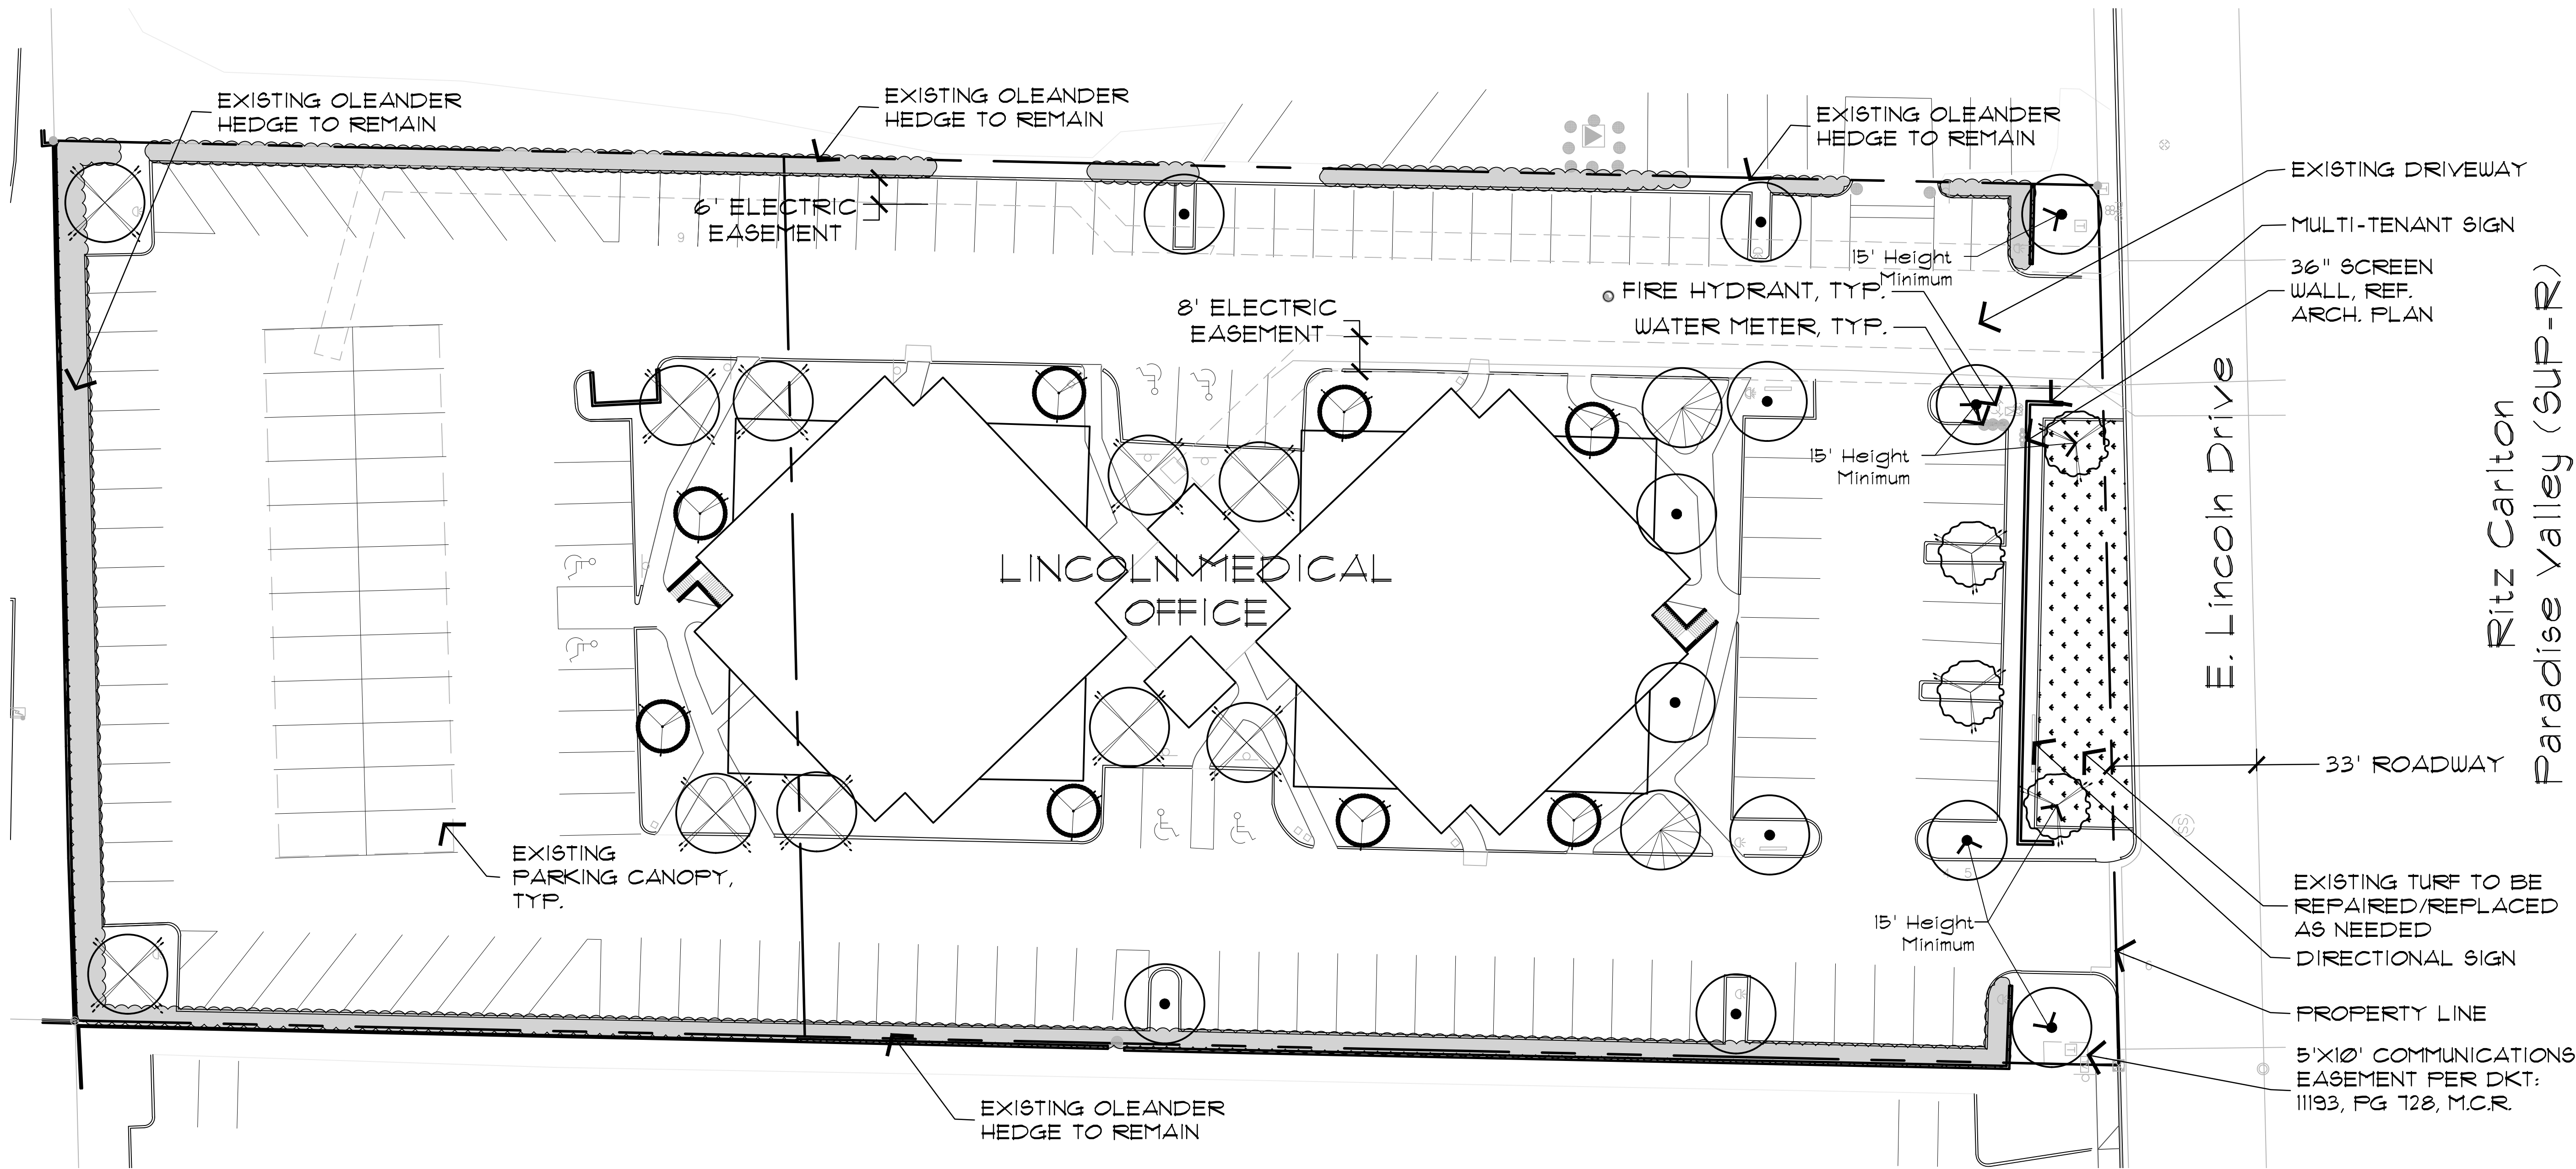 EXISTING OLEANDER
HEDGE TO REMAIN
EXISTING OLEANDER
HEDGE TO REMAIN
EXISTING OLEANDER
HEDGE TO REMAIN
EXISTING DRIVEWAY
MULTI-TENANT SIGN
36" SCREEN
WALL, REF.
ARCH. PLAN
6' ELECTRIC
EASEMENT
9
15' Height
Minimum
FIRE HYDRANT, TYP.
WATER METER, TYP.
8' ELECTRIC
EASEMENT
15' Height
Minimum
LINCOLN MEDICAL
OFFICE
E. Lincoln Drive
Ritz Carlton
Paradise Valley (SUP-R)
33' ROADWAY
EXISTING
PARKING CANOPY,
TYP.
15' Height
Minimum
EXISTING TURF TO BE
REPAIRED/REPLACED
AS NEEDED
DIRECTIONAL SIGN
PROPERTY LINE
5'X10' COMMUNICATIONS
EASEMENT PER DKT:
11193, PG 728, M.C.R.
EXISTING OLEANDER
HEDGE TO REMAIN